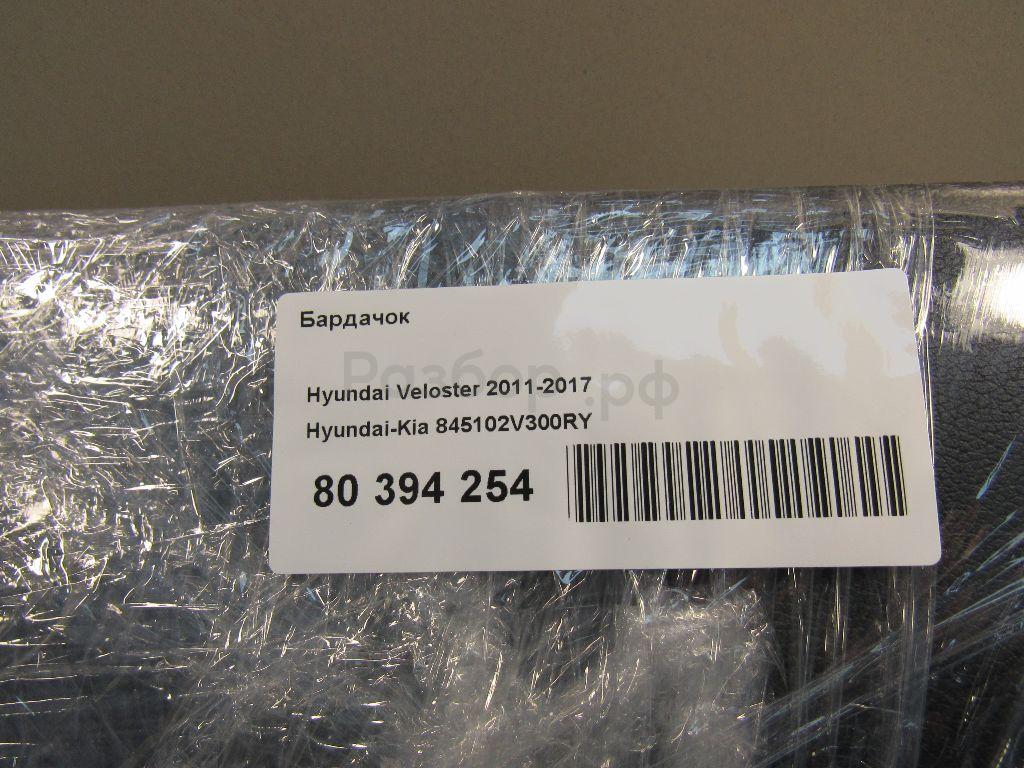 Бардачок
Разбор.рф
Hyundai Veloster 2011-2017
Hyundai-Kia 845102V300RY
80 394 254